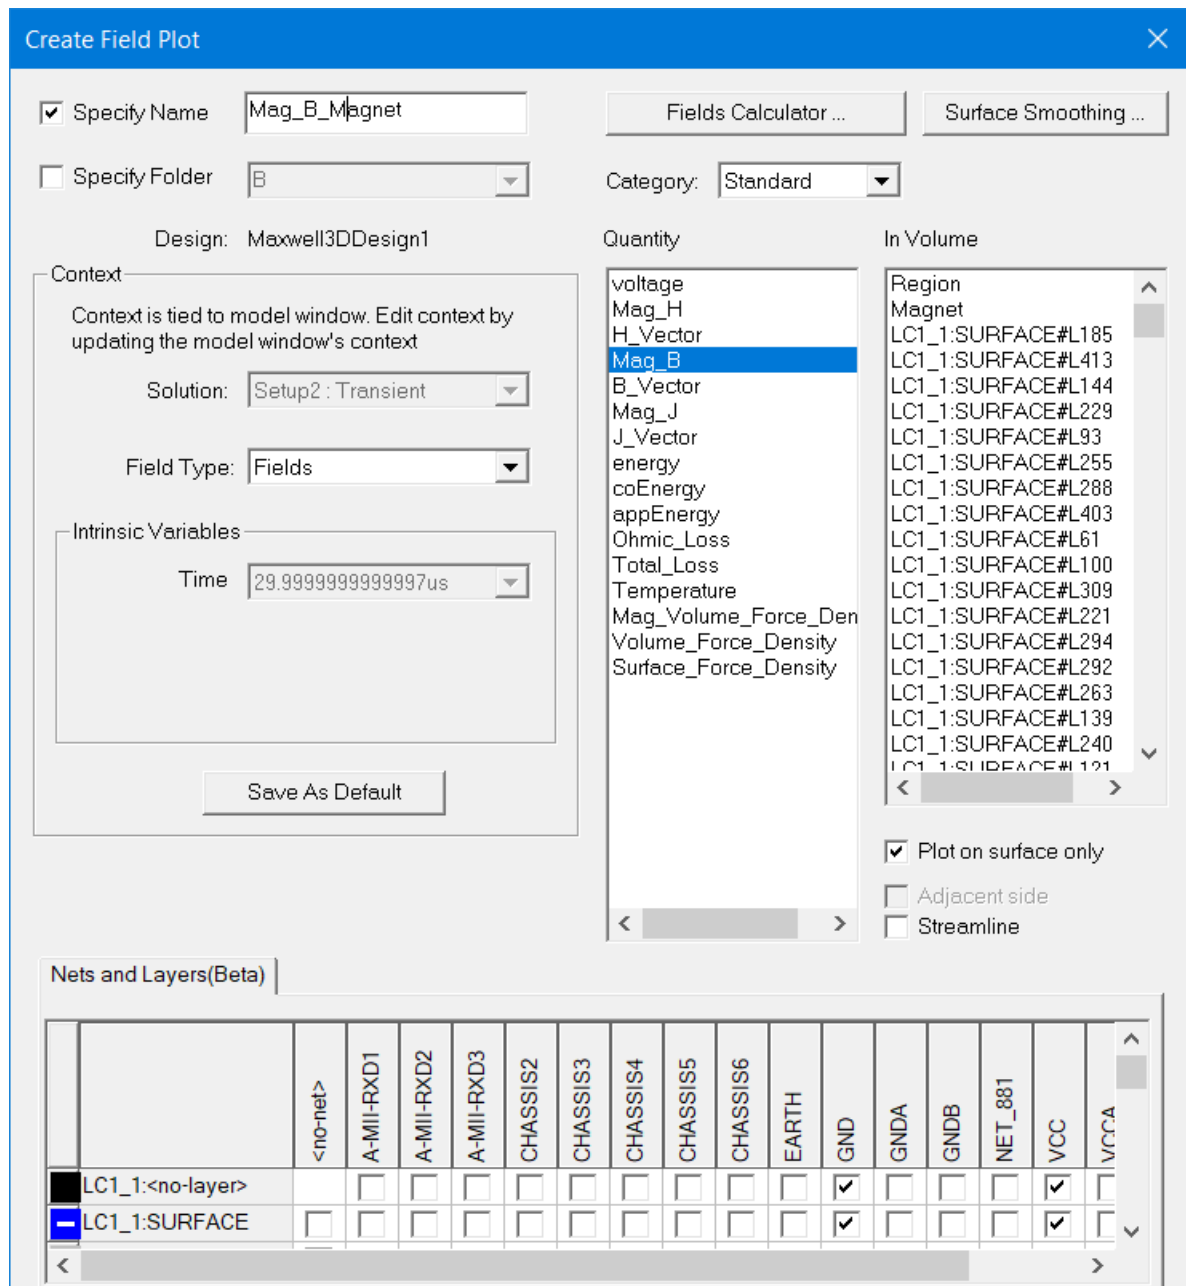 Create Field Plot
Specify Name Mag_B_Magnet
Fields Calculator ... Surface Smoothing ...
Specify Folder B
Category: Standard
Design: Maxwell3DDesign1
Context
Context is tied to model window. Edit context by
updating the model window's context
Solution: Setup2 : Transient
Field Type: Fields
Intrinsic Variables
Time 29.9999999999997us
Save As Default
Quantity
voltage
Mag_H
H_Vector
Mag_B
B_Vector
Mag_J
J_Vector
energy
coEnergy
appEnergy
Ohmic_Loss
Total_Loss
Temperature
Mag_Volume_Force_Den
Volume_Force_Density
Surface_Force_Density
In Volume
Region
Magnet
LC1_1:SURFACE#L185
LC1_1:SURFACE#L413
LC1_1:SURFACE#L144
LC1_1:SURFACE#L229
LC1_1:SURFACE#L93
LC1_1:SURFACE#L255
LC1_1:SURFACE#L288
LC1_1:SURFACE#L403
LC1_1:SURFACE#L61
LC1_1:SURFACE#L100
LC1_1:SURFACE#L309
LC1_1:SURFACE#L221
LC1_1:SURFACE#L294
LC1_1:SURFACE#L292
LC1_1:SURFACE#L263
LC1_1:SURFACE#L139
LC1_1:SURFACE#L240
LC1_1:SURFACE#L121
Plot on surface only
Adjacent side
Streamline
Nets and Layers(Beta)
<no-net>
A-MII-RXD1
A-MII-RXD2
A-MII-RXD3
CHASSIS2
CHASSIS3
CHASSIS4
CHASSIS5
CHASSIS6
EARTH
GND
GNDA
GNDB
NET_881
VCC
VCCA
LC1_1:<no-layer>
LC1_1:SURFACE